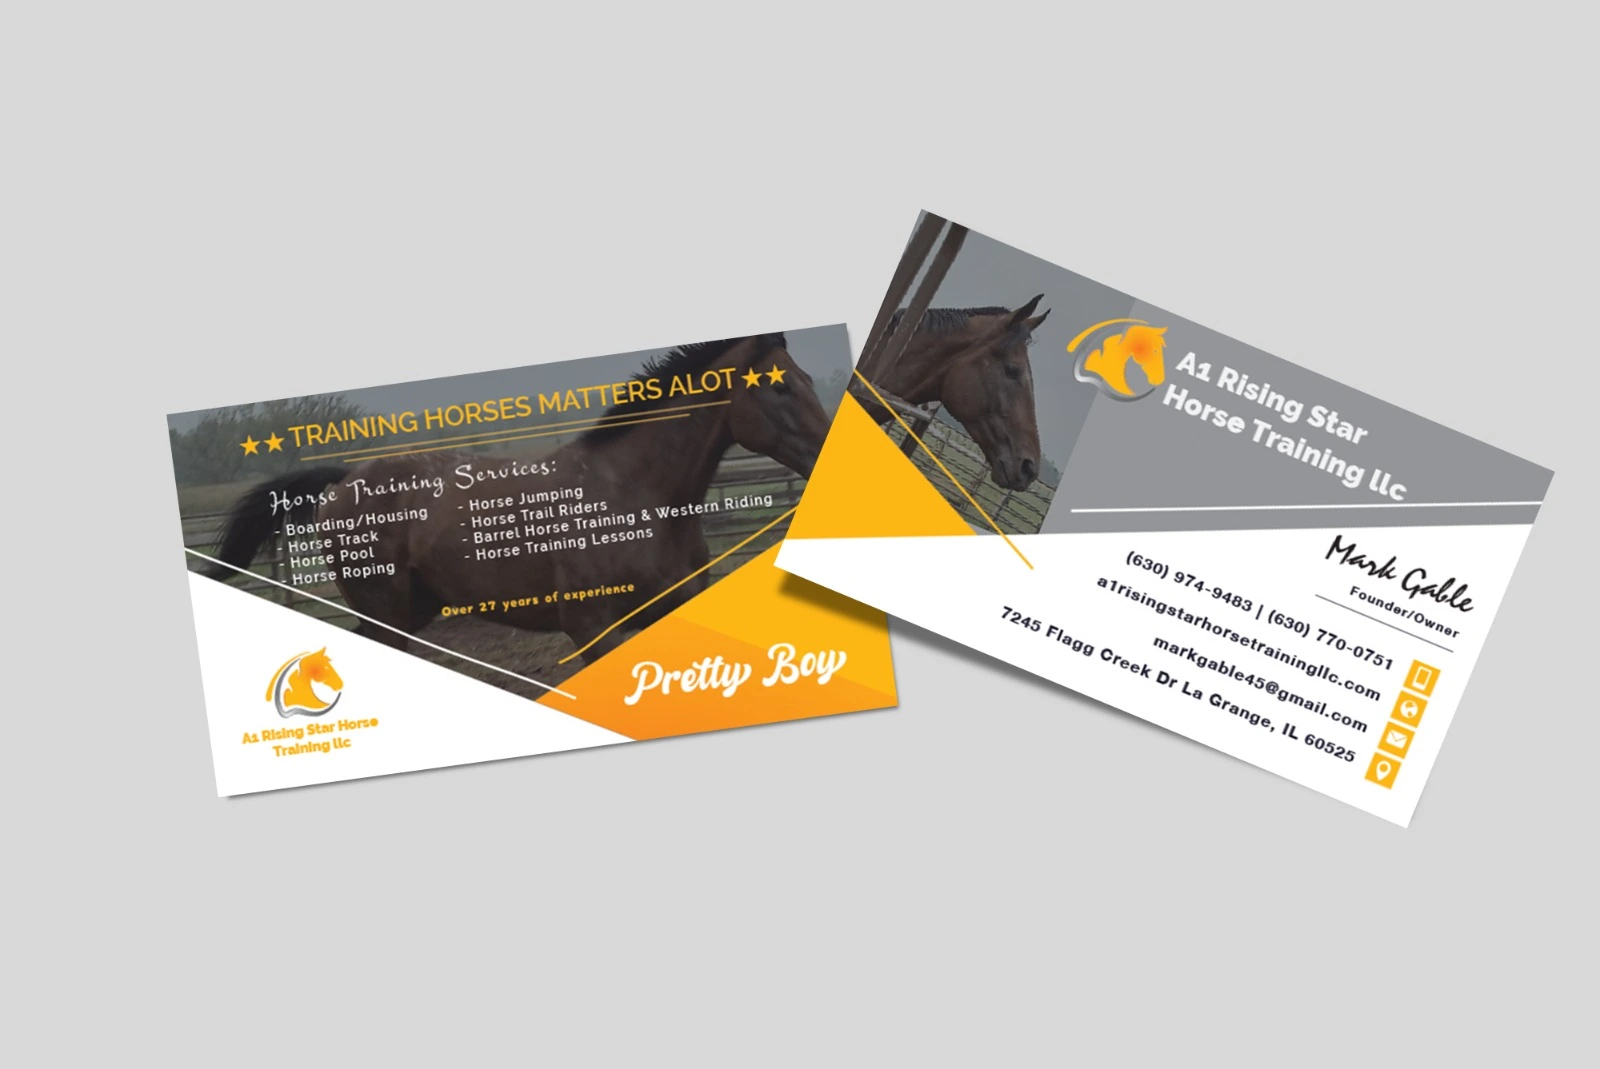 ★★TRAINING HORSES MATTERS ALOT★★
Horse Training Services:
- Boarding/Housing
- Horse Track
- Horse Pool
- Horse Roping
- Horse Jumping
- Horse Trail Riders
- Barrel Horse Training & Western Riding
- Horse Training Lessons
Over 27 years of experience
Pretty Boy
A1 Rising Star Horse
Training llc
A1 Rising Star
Horse Training llc
Mark Gable
Founder/Owner
(630) 974-9483 | (630) 770-0751
a1risingstarhorsetrainingllc.com
markgable45@gmail.com
7245 Flagg Creek Dr La Grange, IL 60525